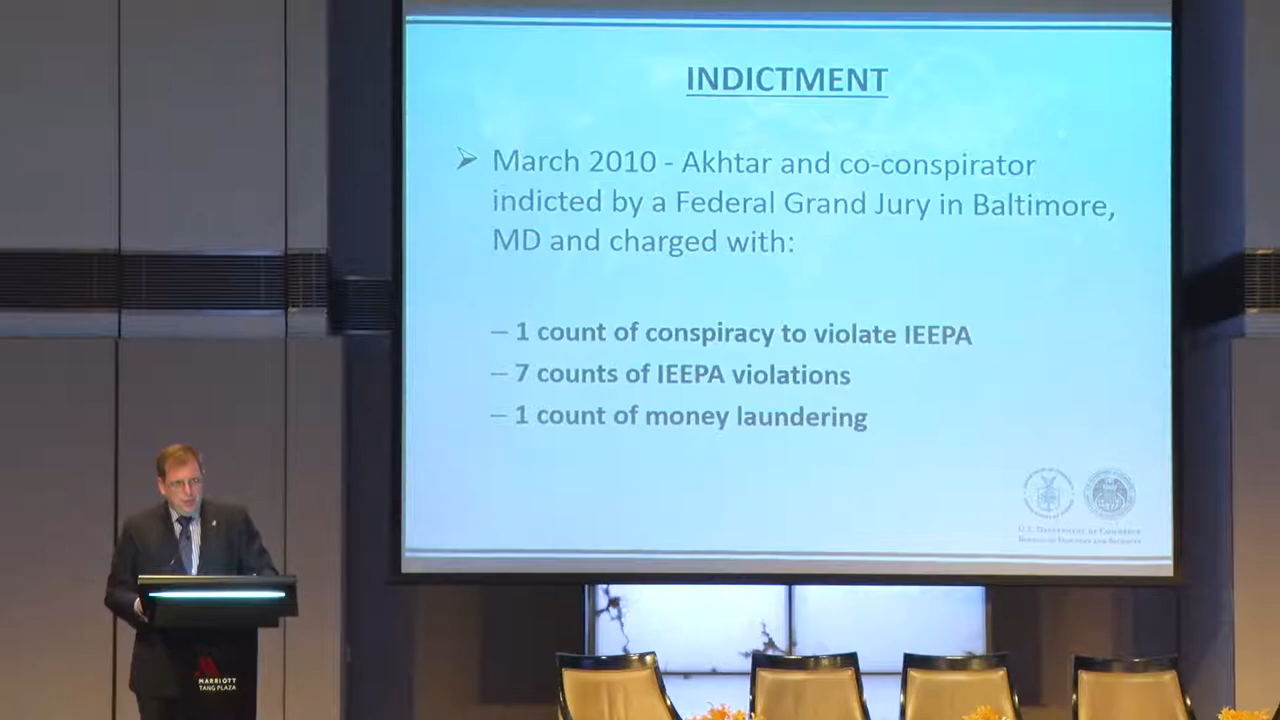 INDICTMENT
March 2010 - Akhtar and co-conspirator
indicted by a Federal Grand Jury in Baltimore,
MD and charged with:
– 1 count of conspiracy to violate IEEPA
– 7 counts of IEEPA violations
– 1 count of money laundering
U.S. Department of Commerce
Bureau of Industry and Security
MARRIOTT
TANG PLAZA